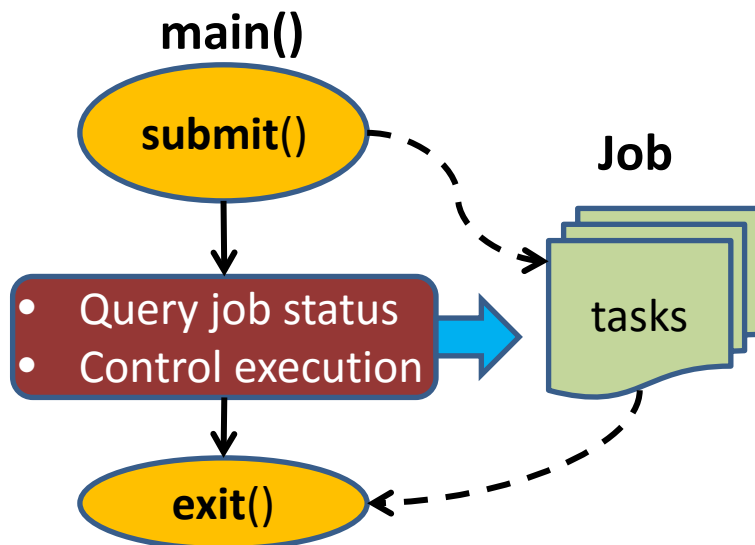 main()
submit()
Job
• Query job status
• Control execution
tasks
exit()